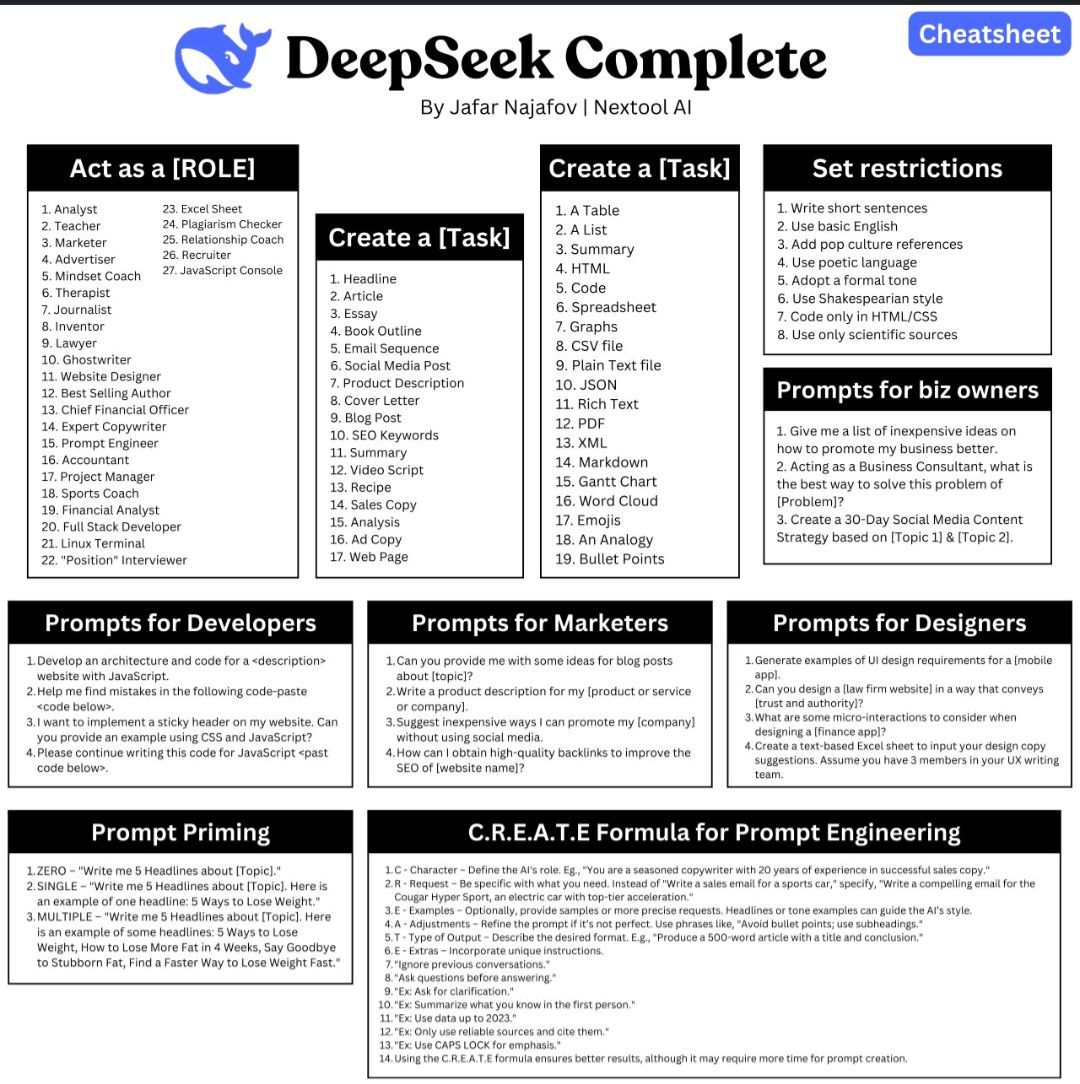 DeepSeek Complete
Cheatsheet
By Jafar Najafov | Nextool AI
Act as a [ROLE]
1. Analyst
2. Teacher
3. Marketer
4. Advertiser
5. Mindset Coach
6. Therapist
7. Journalist
8. Inventor
9. Lawyer
10. Ghostwriter
11. Website Designer
12. Best Selling Author
13. Chief Financial Officer
14. Expert Copywriter
15. Prompt Engineer
16. Accountant
17. Project Manager
18. Sports Coach
19. Financial Analyst
20. Full Stack Developer
21. Linux Terminal
22. "Position" Interviewer
23. Excel Sheet
24. Plagiarism Checker
25. Relationship Coach
26. Recruiter
27. JavaScript Console
Create a [Task]
1. Headline
2. Article
3. Essay
4. Book Outline
5. Email Sequence
6. Social Media Post
7. Product Description
8. Cover Letter
9. Blog Post
10. SEO Keywords
11. Summary
12. Video Script
13. Recipe
14. Sales Copy
15. Analysis
16. Ad Copy
17. Web Page
Create a [Task]
1. A Table
2. A List
3. Summary
4. HTML
5. Code
6. Spreadsheet
7. Graphs
8. CSV file
9. Plain Text file
10. JSON
11. Rich Text
12. PDF
13. XML
14. Markdown
15. Gantt Chart
16. Word Cloud
17. Emojis
18. An Analogy
19. Bullet Points
Set restrictions
1. Write short sentences
2. Use basic English
3. Add pop culture references
4. Use poetic language
5. Adopt a formal tone
6. Use Shakespearian style
7. Code only in HTML/CSS
8. Use only scientific sources
Prompts for biz owners
1. Give me a list of inexpensive ideas on
how to promote my business better.
2. Acting as a Business Consultant, what is
the best way to solve this problem of
[Problem]?
3. Create a 30-Day Social Media Content
Strategy based on [Topic 1] & [Topic 2].
Prompts for Developers
1. Develop an architecture and code for a <description>
website with JavaScript.
2. Help me find mistakes in the following code-paste
<code below>.
3. I want to implement a sticky header on my website. Can
you provide an example using CSS and JavaScript?
4. Please continue writing this code for JavaScript <past
code below>.
Prompts for Marketers
1. Can you provide me with some ideas for blog posts
about [topic]?
2. Write a product description for my [product or service
or company].
3. Suggest inexpensive ways I can promote my [company]
without using social media.
4. How can I obtain high-quality backlinks to improve the
SEO of [website name]?
Prompts for Designers
1. Generate examples of UI design requirements for a [mobile
app].
2. Can you design a [law firm website] in a way that conveys
[trust and authority]?
3. What are some micro-interactions to consider when
designing a [finance app]?
4. Create a text-based Excel sheet to input your design copy
suggestions. Assume you have 3 members in your UX writing
team.
Prompt Priming
1. ZERO – "Write me 5 Headlines about [Topic]."
2. SINGLE – "Write me 5 Headlines about [Topic]. Here is
an example of one headline: 5 Ways to Lose Weight."
3. MULTIPLE – "Write me 5 Headlines about [Topic]. Here
is an example of some headlines: 5 Ways to Lose
Weight, How to Lose More Fat in 4 Weeks, Say Goodbye
to Stubborn Fat, Find a Faster Way to Lose Weight Fast."
C.R.E.A.T.E Formula for Prompt Engineering
1. C - Character – Define the AI's role. Eg., "You are a seasoned copywriter with 20 years of experience in successful sales copy."
2. R - Request – Be specific with what you need. Instead of "Write a sales email for a sports car," specify, "Write a compelling email for the
Cougar Hyper Sport, an electric car with top-tier acceleration."
3. E - Examples – Optionally, provide samples or more precise requests. Headlines or tone examples can guide the AI's style.
4. A - Adjustments – Refine the prompt if it's not perfect. Use phrases like, "Avoid bullet points; use subheadings."
5. T - Type of Output – Describe the desired format. E.g., "Produce a 500-word article with a title and conclusion."
6. E - Extras – Incorporate unique instructions.
7. "Ignore previous conversations."
8. "Ask questions before answering."
9. "Ex: Ask for clarification."
10. "Ex: Summarize what you know in the first person."
11. "Ex: Use data up to 2023."
12. "Ex: Only use reliable sources and cite them."
13. "Ex: Use CAPS LOCK for emphasis."
14. Using the C.R.E.A.T.E formula ensures better results, although it may require more time for prompt creation.